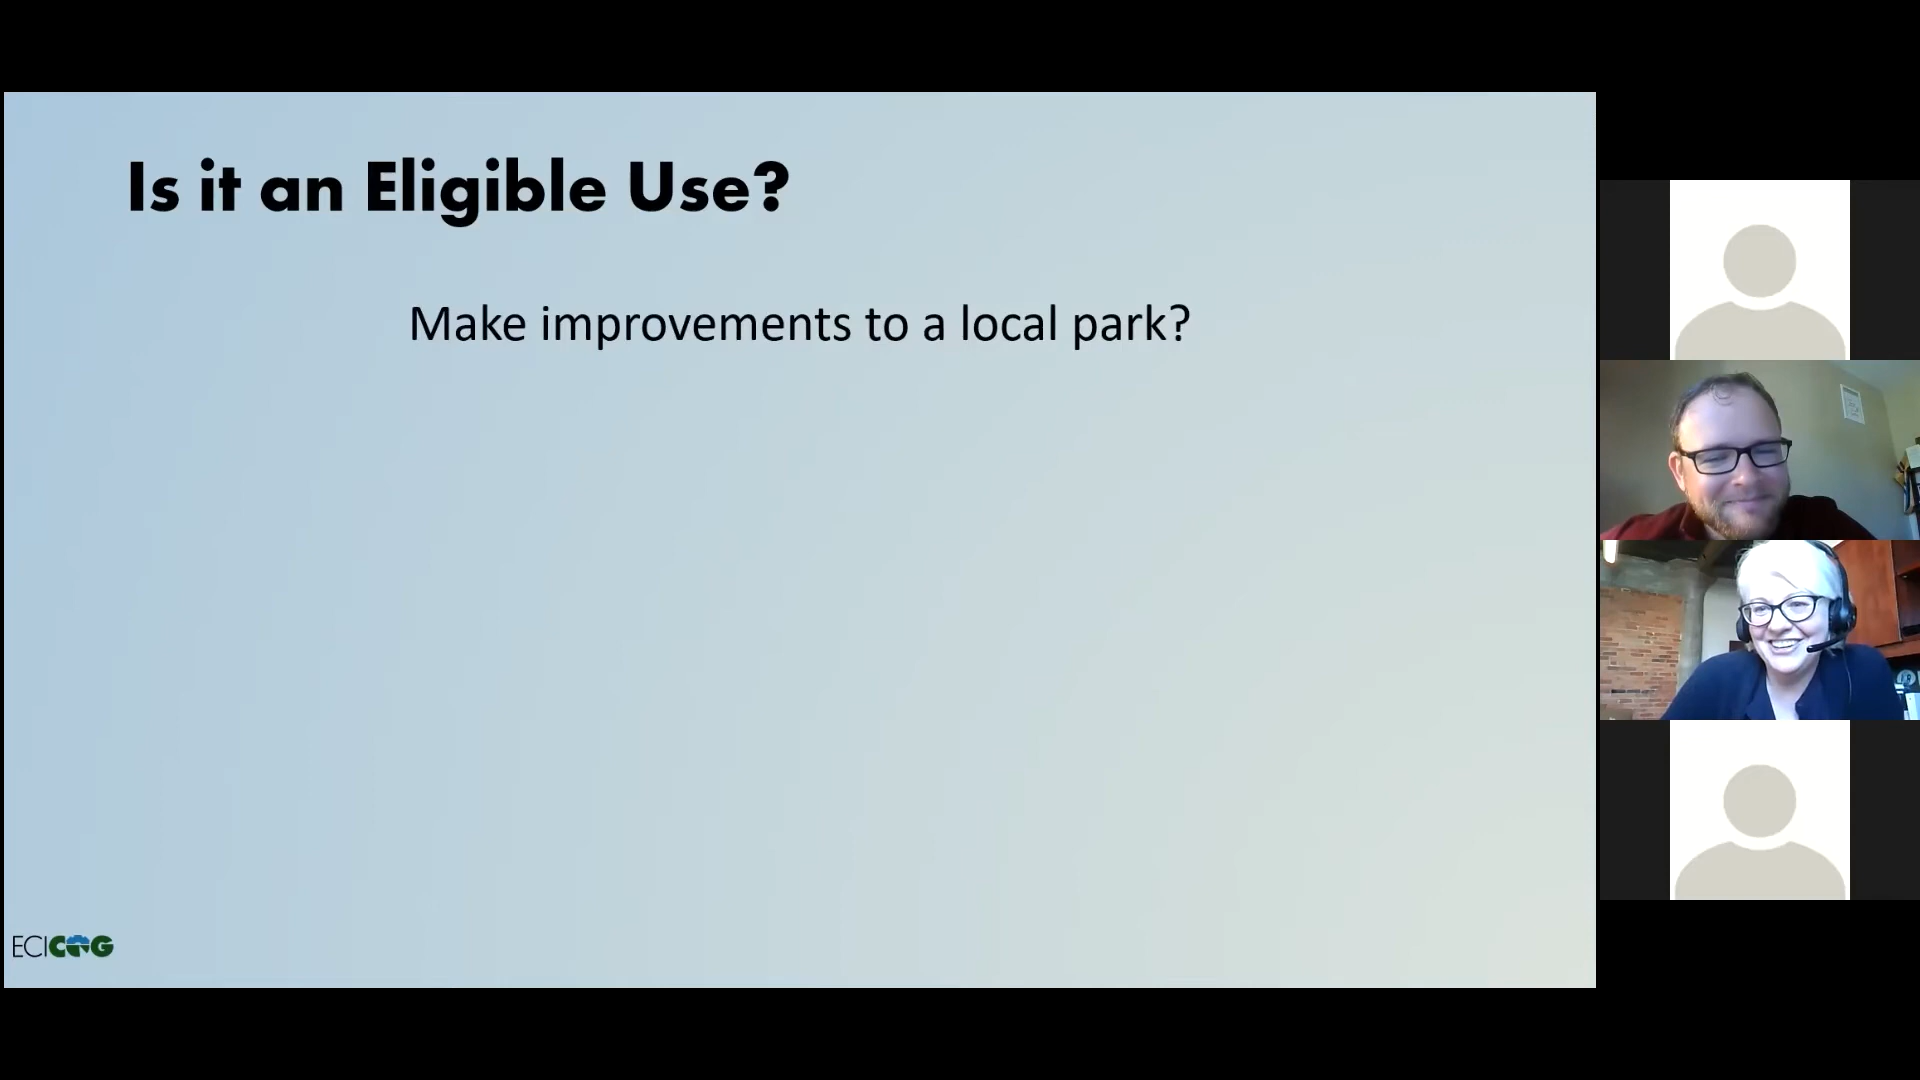 Is it an Eligible Use?
Make improvements to a local park?
ECICOG